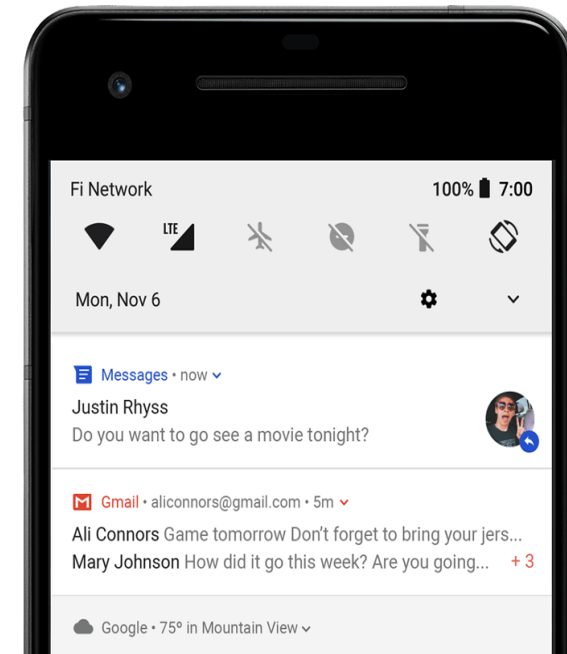 Fi Network 100% 7:00
LTE
Mon, Nov 6
Messages • now
Justin Rhyss
Do you want to go see a movie tonight?
Gmail • aliconnors@gmail.com • 5m
Ali Connors Game tomorrow Don't forget to bring your jers...
Mary Johnson How did it go this week? Are you going... + 3
Google • 75º in Mountain View